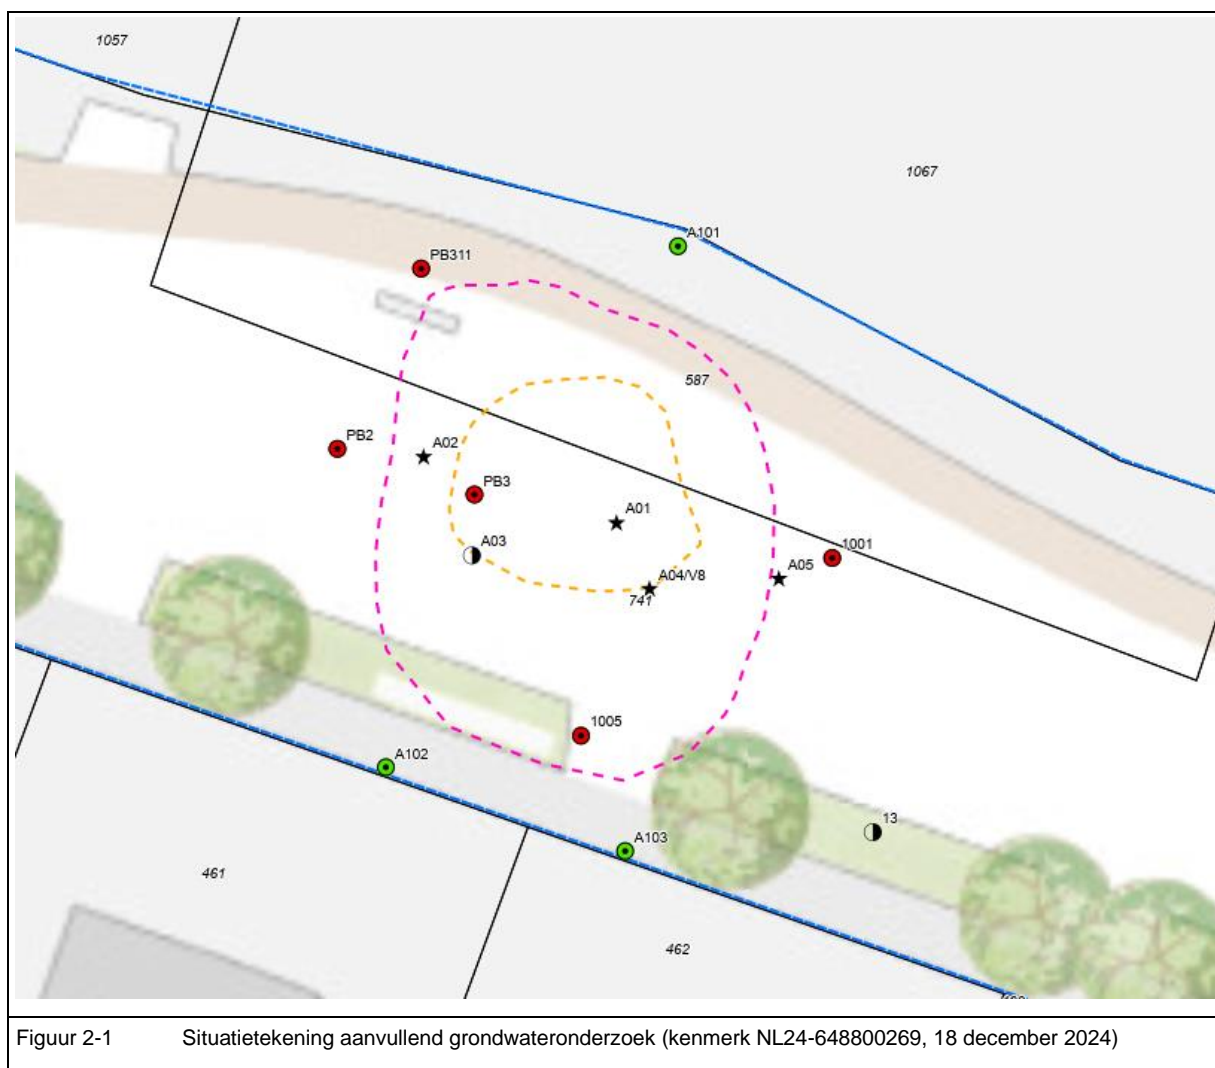 1057
1067
A101
PB311
587
PB2
A02
PB3
A01
A03
1001
A05
A04/V8
741
1005
A102
13
A103
461
462
Figuur 2-1 Situatietekening aanvullend grondwateronderzoek (kenmerk NL24-648800269, 18 december 2024)